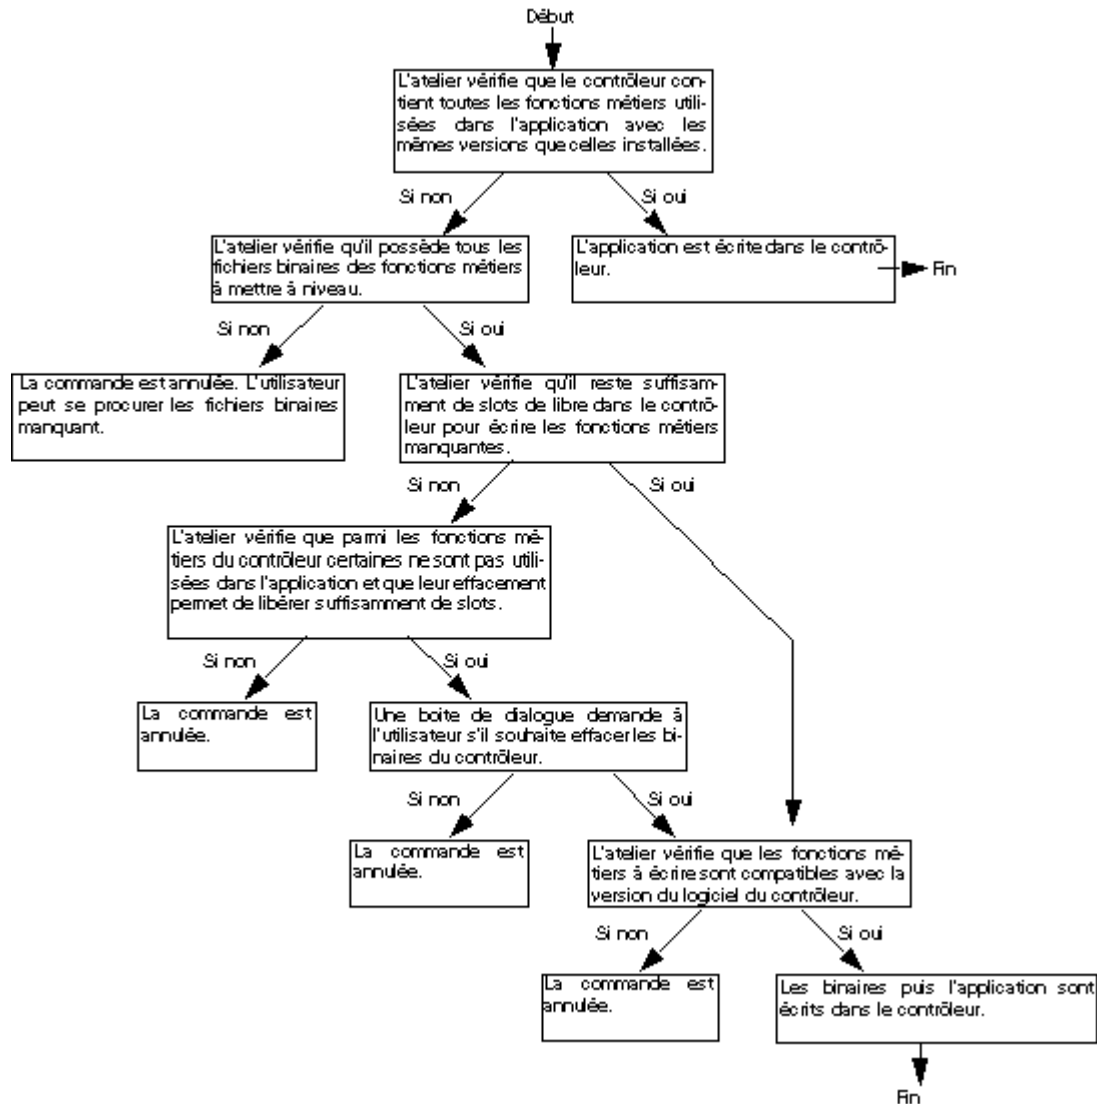 Début
L'atelier vérifie que le contrôleur con-
tient toutes les fonctions métiers utili-
sées dans l'application avec les
mêmes versions que celles installées.
Si non
Si oui
L'atelier vérifie qu'il possède tous les
fichiers binaires des fonctions métiers
à mettre à niveau.
L'application est écrite dans le contrô-
leur.
Fin
Si non
Si oui
La commande est annulée. L'utilisateur
peut se procurer les fichiers binaires
manquant.
L'atelier vérifie qu'il reste suffisam-
ment de slots de libre dans le contrô-
leur pour écrire les fonctions métiers
manquantes.
Si non
Si oui
L'atelier vérifie que parmi les fonctions mé-
tiers du contrôleur certaines ne sont pas utili-
sées dans l'application et que leur effacement
permet de libérer suffisamment de slots.
Si non
Si oui
La commande est
annulée.
Une boite de dialogue demande à
l'utilisateur s'il souhaite effacer les bi-
naires du contrôleur.
Si non
Si oui
La commande est
annulée.
L'atelier vérifie que les fonctions mé-
tiers à écrire sont compatibles avec la
version du logiciel du contrôleur.
Si non
Si oui
La commande est
annulée.
Les binaires puis l'application sont
écrits dans le contrôleur.
Fin